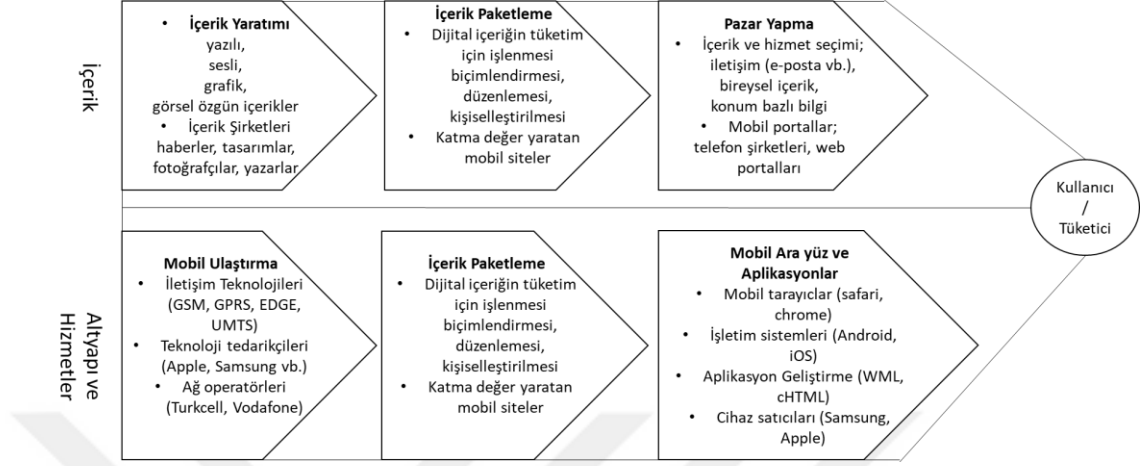 İçerik
• İçerik Yaratımı
yazılı,
sesli,
grafik,
görsel özgün içerikler
• İçerik Şirketleri
haberler, tasarımlar,
fotoğrafçılar, yazarlar
İçerik Paketleme
• Dijital içeriğin tüketim
için işlenmesi
biçimlendirmesi,
düzenlemesi,
kişiselleştirilmesi
• Katma değer yaratan
mobil siteler
Pazar Yapma
• İçerik ve hizmet seçimi;
iletişim (e-posta vb.),
bireysel içerik,
konum bazlı bilgi
• Mobil portallar;
telefon şirketleri, web
portalları
Kullanıcı
/
Tüketici
Altyapı ve
Hizmetler
Mobil Ulaştırma
• İletişim Teknolojileri
(GSM, GPRS, EDGE,
UMTS)
• Teknoloji tedarikçileri
(Apple, Samsung vb.)
• Ağ operatörleri
(Turkcell, Vodafone)
İçerik Paketleme
• Dijital içeriğin tüketim
için işlenmesi
biçimlendirmesi,
düzenlemesi,
kişiselleştirilmesi
• Katma değer yaratan
mobil siteler
Mobil Ara yüz ve
Aplikasyonlar
• Mobil tarayıclar (safari,
chrome)
• İşletim sistemleri (Android,
iOS)
• Aplikasyon Geliştirme (WML,
cHTML)
• Cihaz satıcıları (Samsung,
Apple)